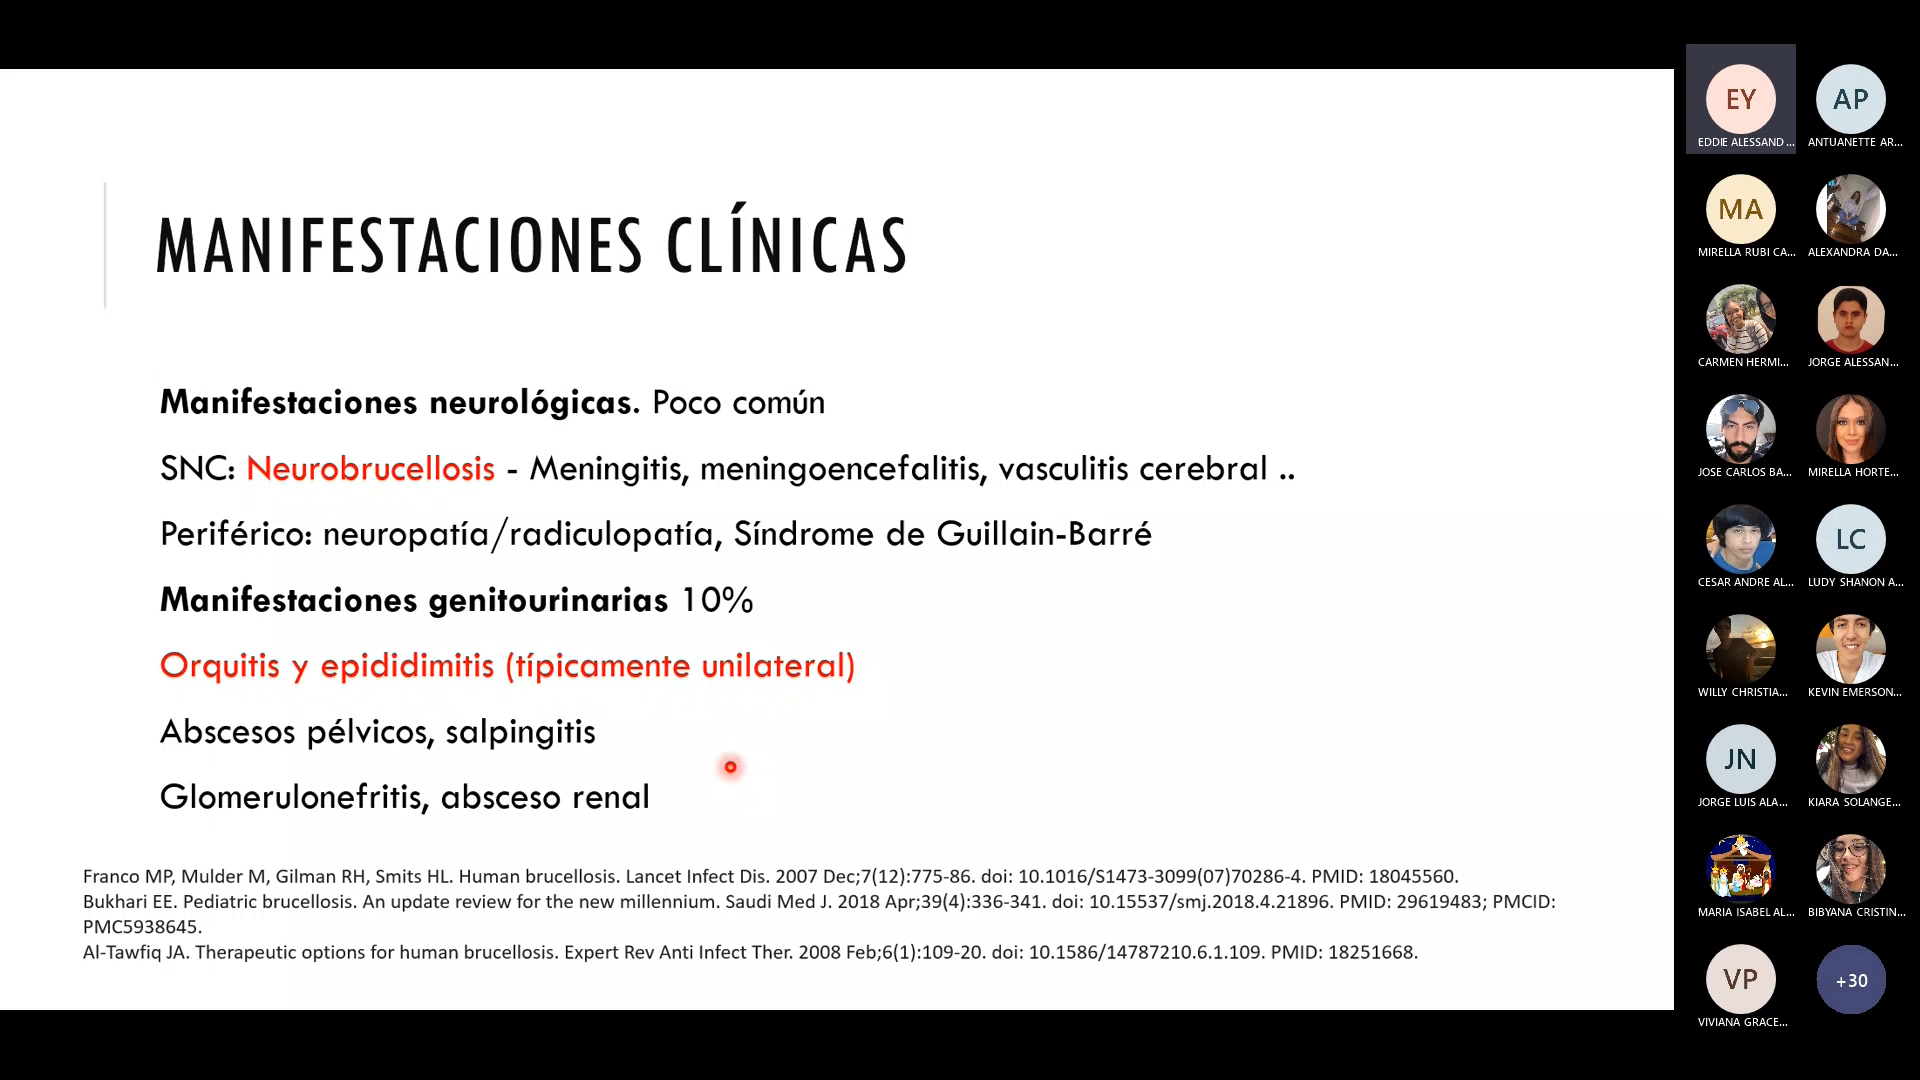 MANIFESTACIONES CLÍNICAS
Manifestaciones neurológicas. Poco común
SNC: Neurobrucellosis - Meningitis, meningoencefalitis, vasculitis cerebral ..
Periférico: neuropatía/radiculopatía, Síndrome de Guillain-Barré
Manifestaciones genitourinarias 10%
Orquitis y epididimitis (típicamente unilateral)
Abscesos pélvicos, salpingitis
Glomerulonefritis, absceso renal
Franco MP, Mulder M, Gilman RH, Smits HL. Human brucellosis. Lancet Infect Dis. 2007 Dec;7(12):775-86. doi: 10.1016/S1473-3099(07)70286-4. PMID: 18045560.
Bukhari EE. Pediatric brucellosis. An update review for the new millennium. Saudi Med J. 2018 Apr;39(4):336-341. doi: 10.15537/smj.2018.4.21896. PMID: 29619483; PMCID:
PMC5938645.
Al-Tawfiq JA. Therapeutic options for human brucellosis. Expert Rev Anti Infect Ther. 2008 Feb;6(1):109-20. doi: 10.1586/14787210.6.1.109. PMID: 18251668.
EY AP
EDDIE ALESSAND... ANTUANETTE AR...
MA
MIRELLA RUBI CA... ALEXANDRA DA...
CARMEN HERMI... JORGE ALESSAN...
JOSE CARLOS BA... MIRELLA HORTE...
LC
CESAR ANDRE AL... LUDY SHANON A...
WILLY CHRISTIA... KEVIN EMERSON...
JN
JORGE LUIS ALA... KIARA SOLANGE...
MARIA ISABEL AL... BIBYANA CRISTIN...
VP +30
VIVIANA GRACE...